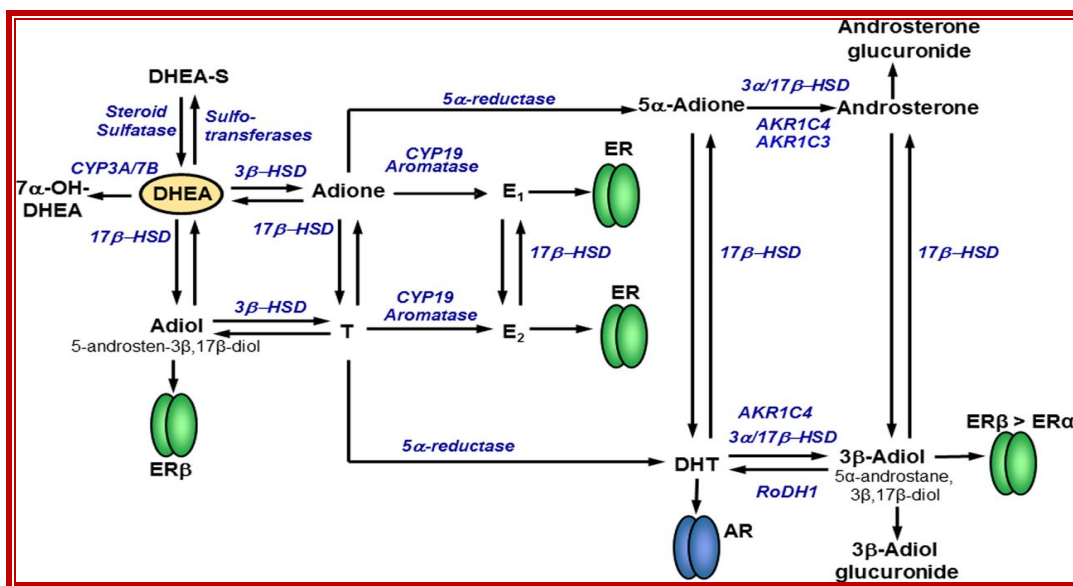 Androsterone
glucuronide
DHEA-S
3α/17β–HSD
5α-reductase
5α-Adione
Androsterone
Steroid
Sulfatase
Sulfo-
transferases
AKR1C4
AKR1C3
CYP19
Aromatase
ER
CYP3A/7B
3β–HSD
7α-OH-
DHEA
DHEA
Adione
E1
17β–HSD
17β–HSD
17β–HSD
17β–HSD
17β–HSD
CYP19
Aromatase
ER
3β–HSD
Adiol
5-androsten-3β,17β-diol
T
E2
AKR1C4
3α/17β–HSD
ERβ > ERα
5α-reductase
ERβ
DHT
3β-Adiol
5α-androstane,
3β,17β-diol
RoDH1
AR
3β-Adiol
glucuronide